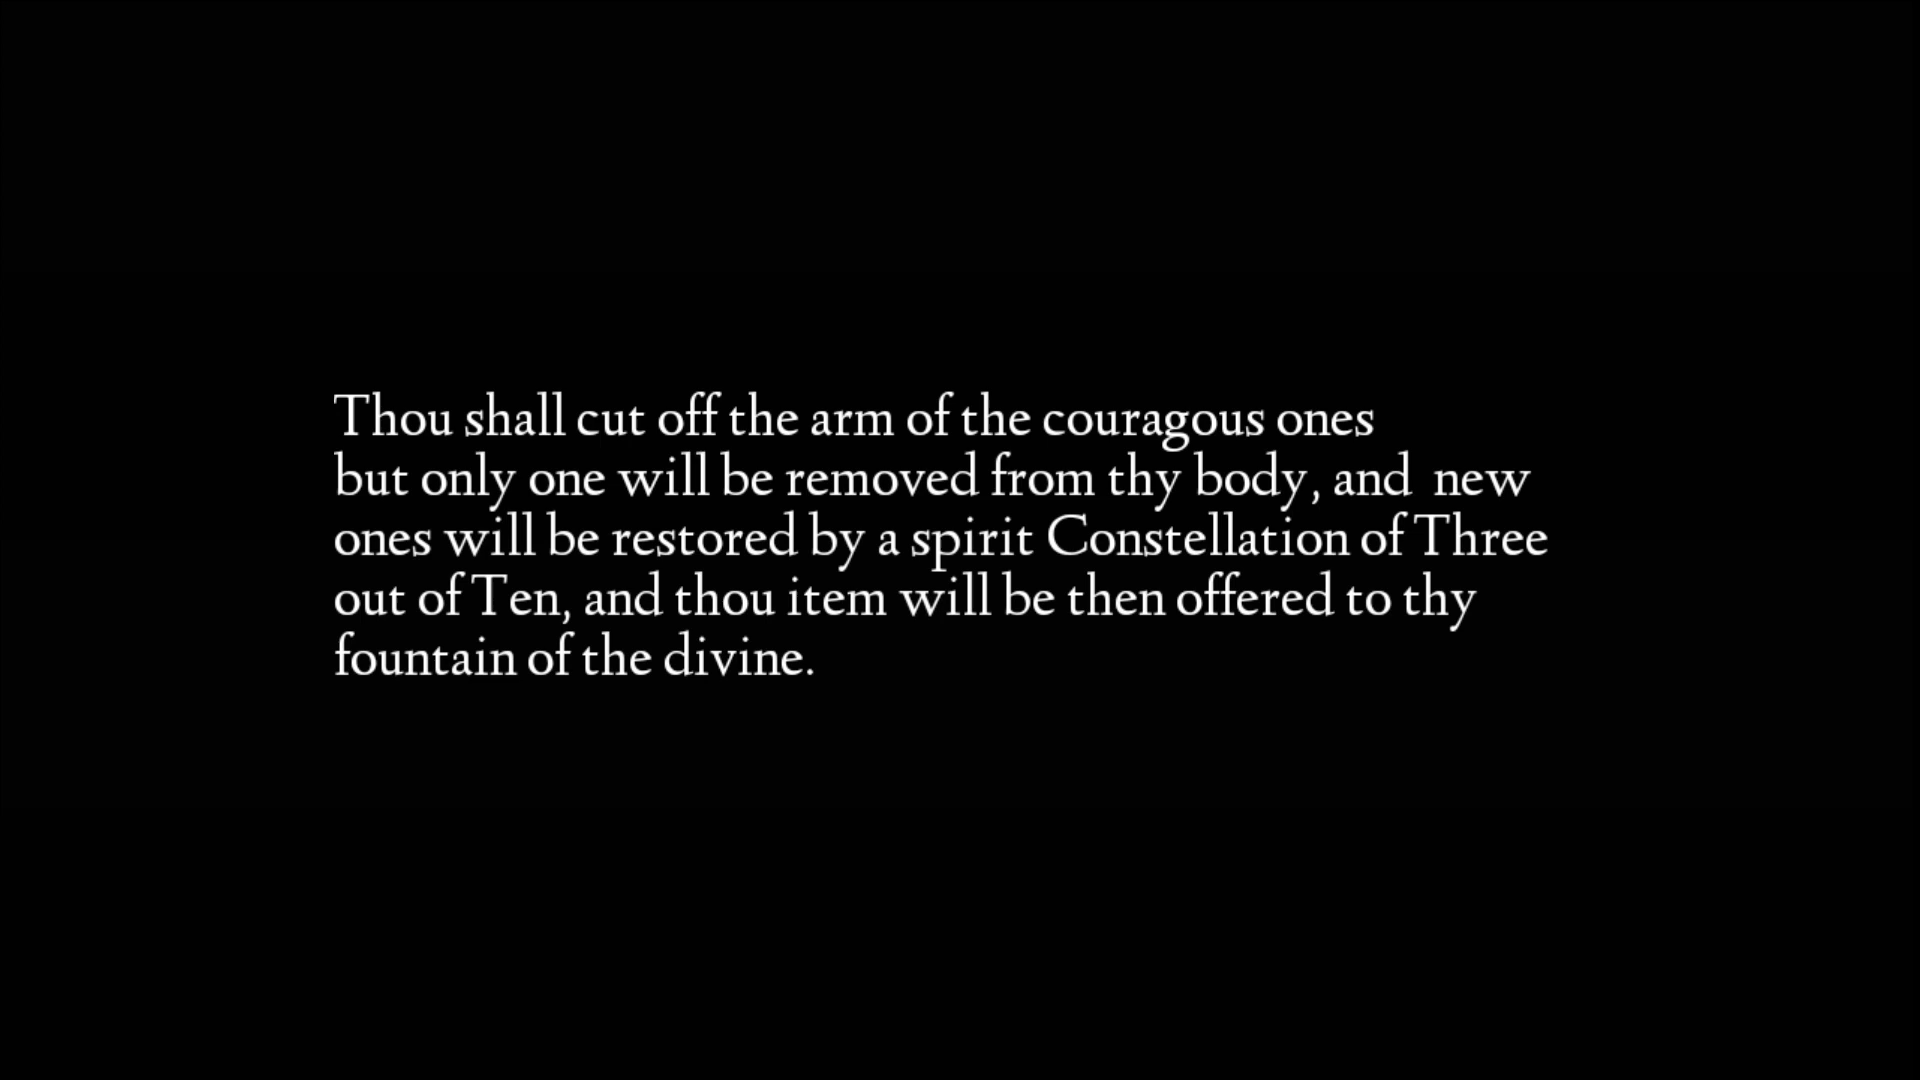 Thou shall cut off the arm of the couragous ones
but only one will be removed from thy body, and  new
ones will be restored by a spirit Constellation of Three
out of Ten, and thou item will be then offered to thy
fountain of the divine.